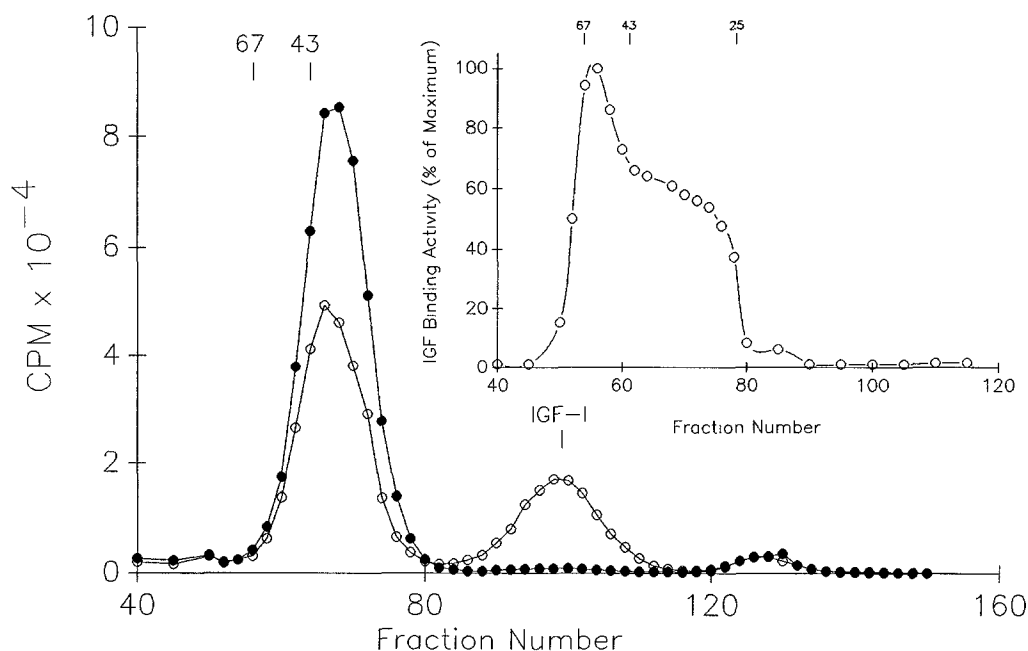 10
8
6
4
2
0
CPM x 10⁻⁴
67 43
40 80 120 160
Fraction Number
IGF-I
67 43 25
100
80
60
40
20
0
IGF Binding Activity (% of Maximum)
40 60 80 100 120
Fraction Number